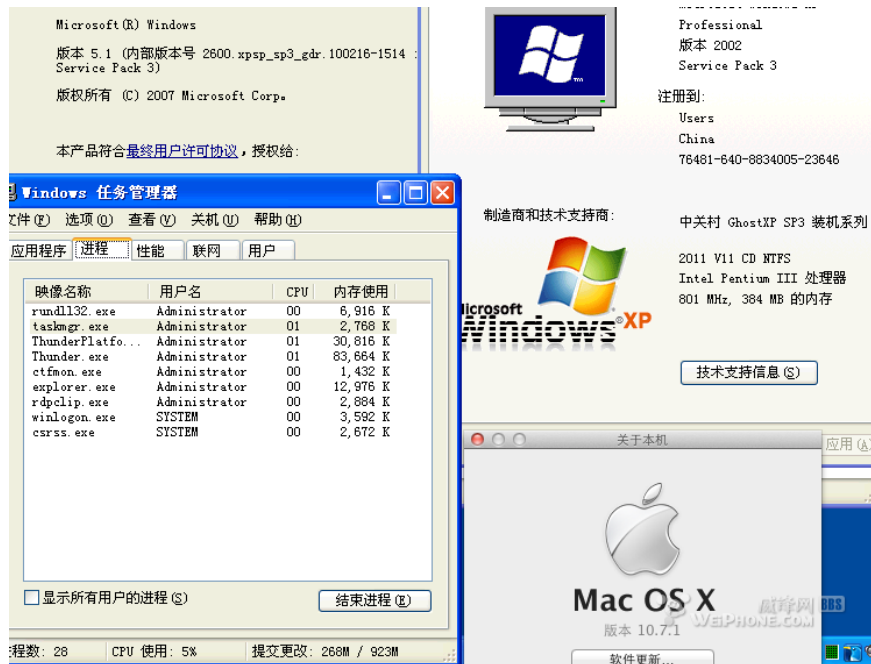 Microsoft(R) Windows
版本 5.1 (内部版本号 2600.xpsp_sp3_gdr.100216-1514 :
Service Pack 3)
版权所有 (C) 2007 Microsoft Corp.
本产品符合最终用户许可协议,授权给:
Professional
版本 2002
Service Pack 3
注册到:
Users
China
76481-640-8834005-23646
制造商和技术支持商:
中关村 GhostXP SP3 装机系列
2011 V11 CD NTFS
Intel Pentium III 处理器
801 MHz, 384 MB 的内存
Microsoft
Windows XP
技术支持信息(S)
Windows 任务管理器
文件(F) 选项(O) 查看(V) 关机(U) 帮助(H)
应用程序 进程 性能 联网 用户
映像名称 用户名 CPU 内存使用
rundll32.exe Administrator 00 6,916 K
taskmgr.exe Administrator 01 2,768 K
ThunderPlatfo... Administrator 01 30,816 K
Thunder.exe Administrator 01 83,664 K
ctfmon.exe Administrator 00 1,432 K
explorer.exe Administrator 00 12,976 K
rdpclip.exe Administrator 00 2,884 K
winlogon.exe SYSTEM 00 3,592 K
csrss.exe SYSTEM 00 2,672 K
显示所有用户的进程(S)
结束进程(E)
进程数: 28 CPU 使用: 5% 提交更改: 268M / 923M
应用(A)
关于本机
Mac OS X
版本 10.7.1
软件更新...
威锋网 BBS
WEIPHONE.COM